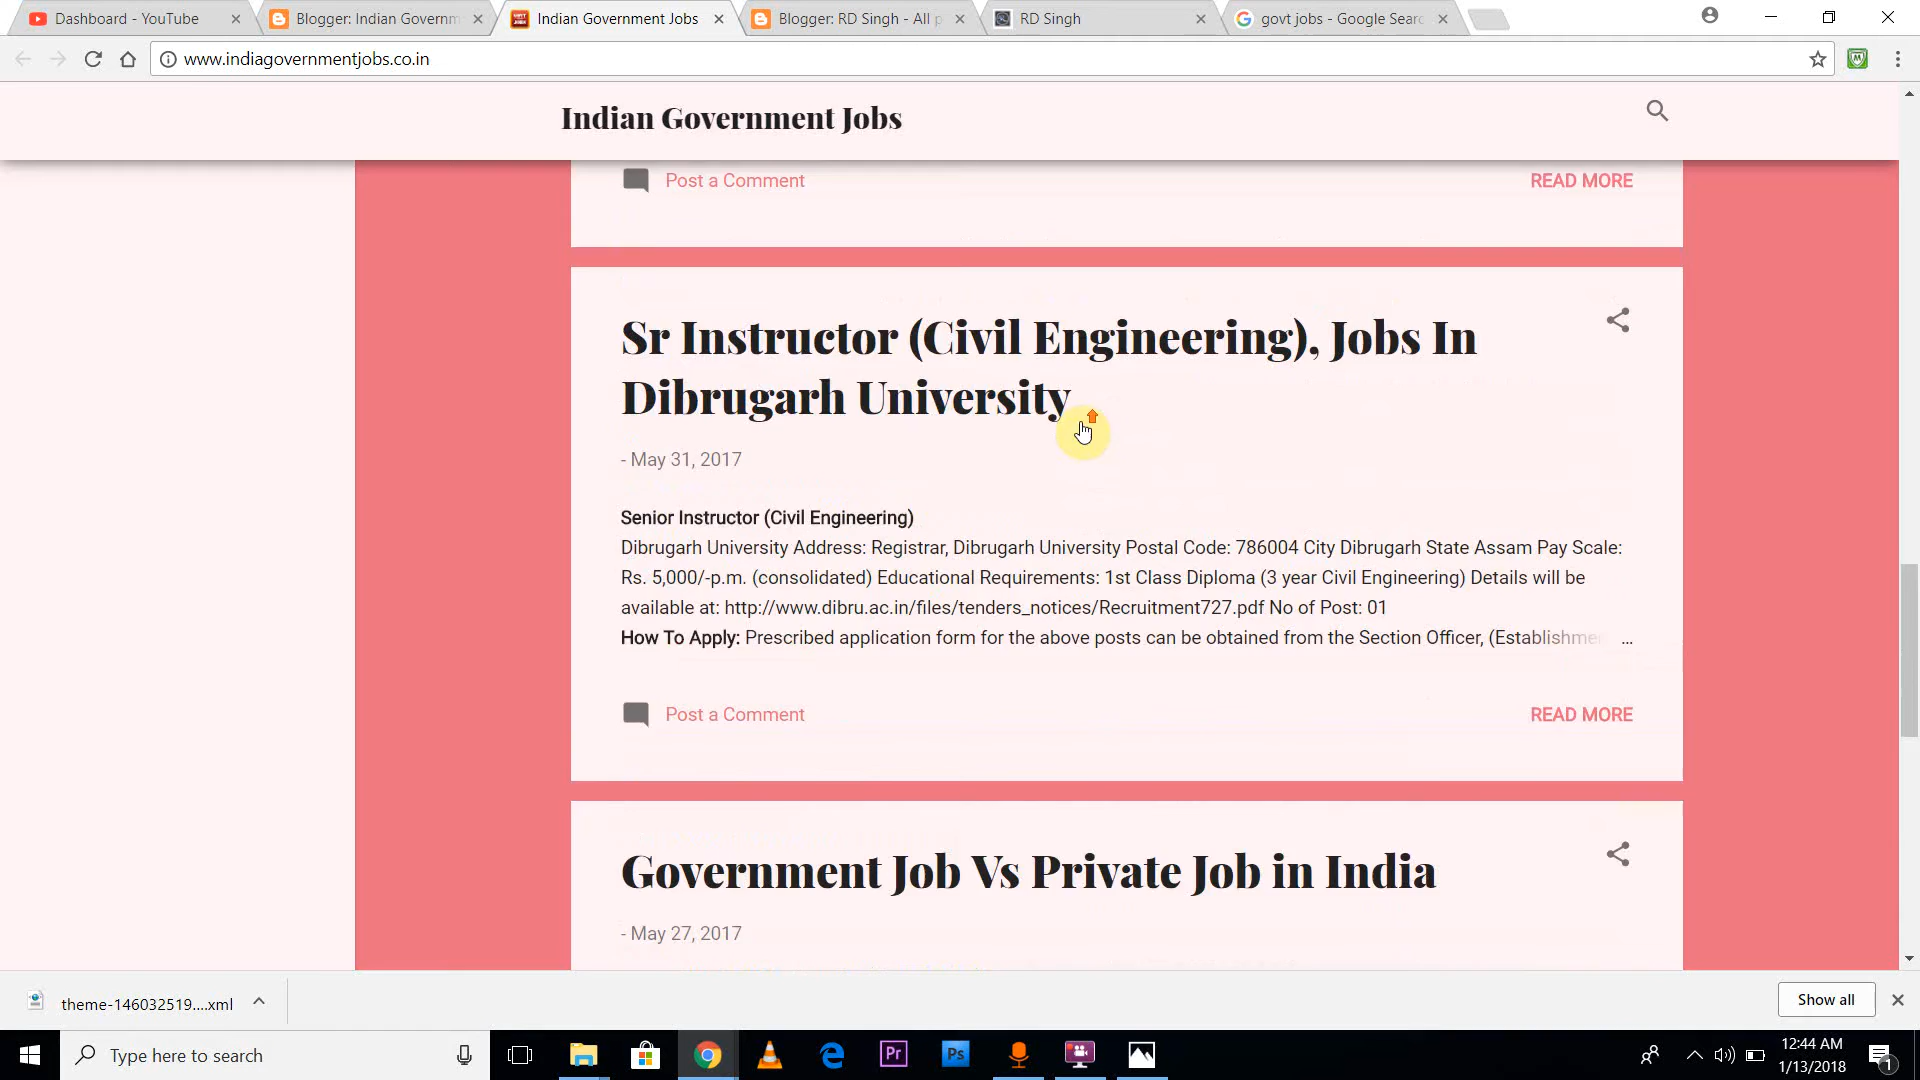 Dashboard - YouTube
Blogger: Indian Governm
Indian Government Jobs
Blogger: RD Singh - All p
RD Singh
govt jobs - Google Searc
www.indiagovernmentjobs.co.in
Indian Government Jobs
Post a Comment
READ MORE
Sr Instructor (Civil Engineering), Jobs In
Dibrugarh University
- May 31, 2017
Senior Instructor (Civil Engineering)
Dibrugarh University Address: Registrar, Dibrugarh University Postal Code: 786004 City Dibrugarh State Assam Pay Scale:
Rs. 5,000/-p.m. (consolidated) Educational Requirements: 1st Class Diploma (3 year Civil Engineering) Details will be
available at: http://www.dibru.ac.in/files/tenders_notices/Recruitment727.pdf No of Post: 01
How To Apply: Prescribed application form for the above posts can be obtained from the Section Officer, (Establishme ...
Post a Comment
READ MORE
Government Job Vs Private Job in India
- May 27, 2017
theme-146032519....xml
Show all
Type here to search
Pr
Ps
12:44 AM
1/13/2018
1